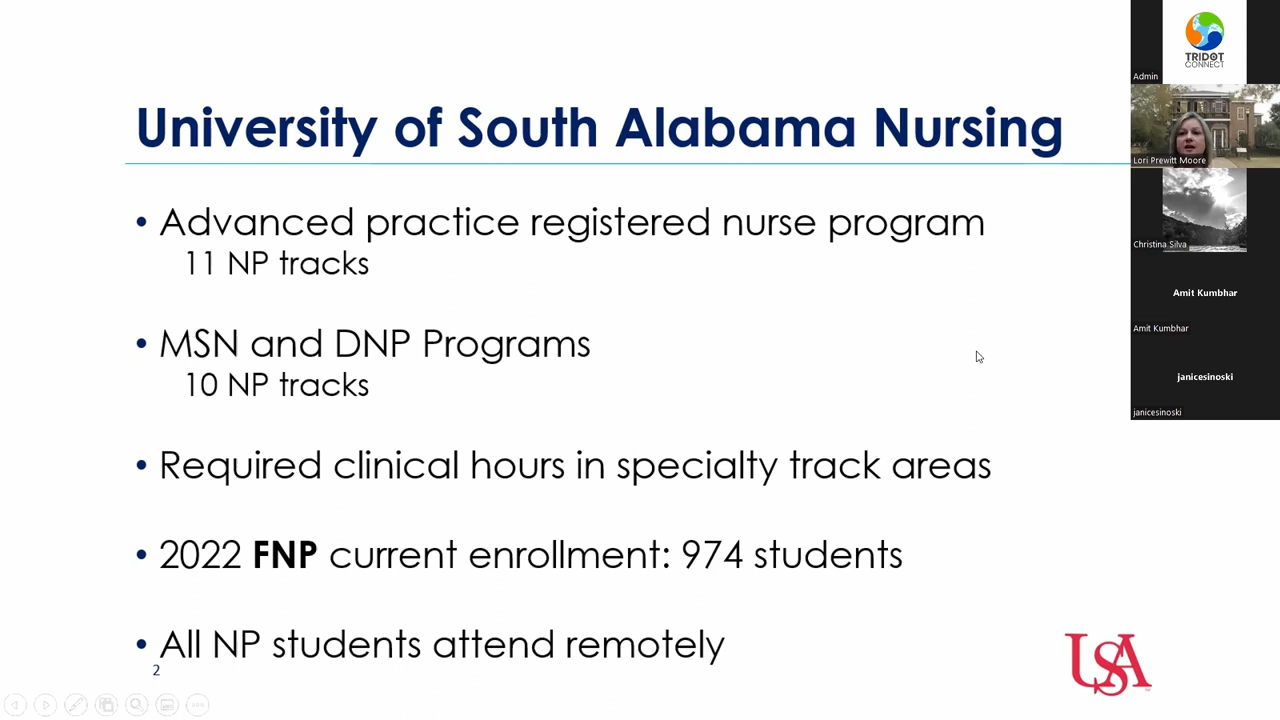 University of South Alabama Nursing
• Advanced practice registered nurse program
11 NP tracks
• MSN and DNP Programs
10 NP tracks
• Required clinical hours in specialty track areas
• 2022 FNP current enrollment: 974 students
• All NP students attend remotely
2
USA
TRIDOT
CONNECT
Admin
Lori Prewitt Moore
Christina Silva
Amit Kumbhar
Amit Kumbhar
janicesinoski
janicesinoski